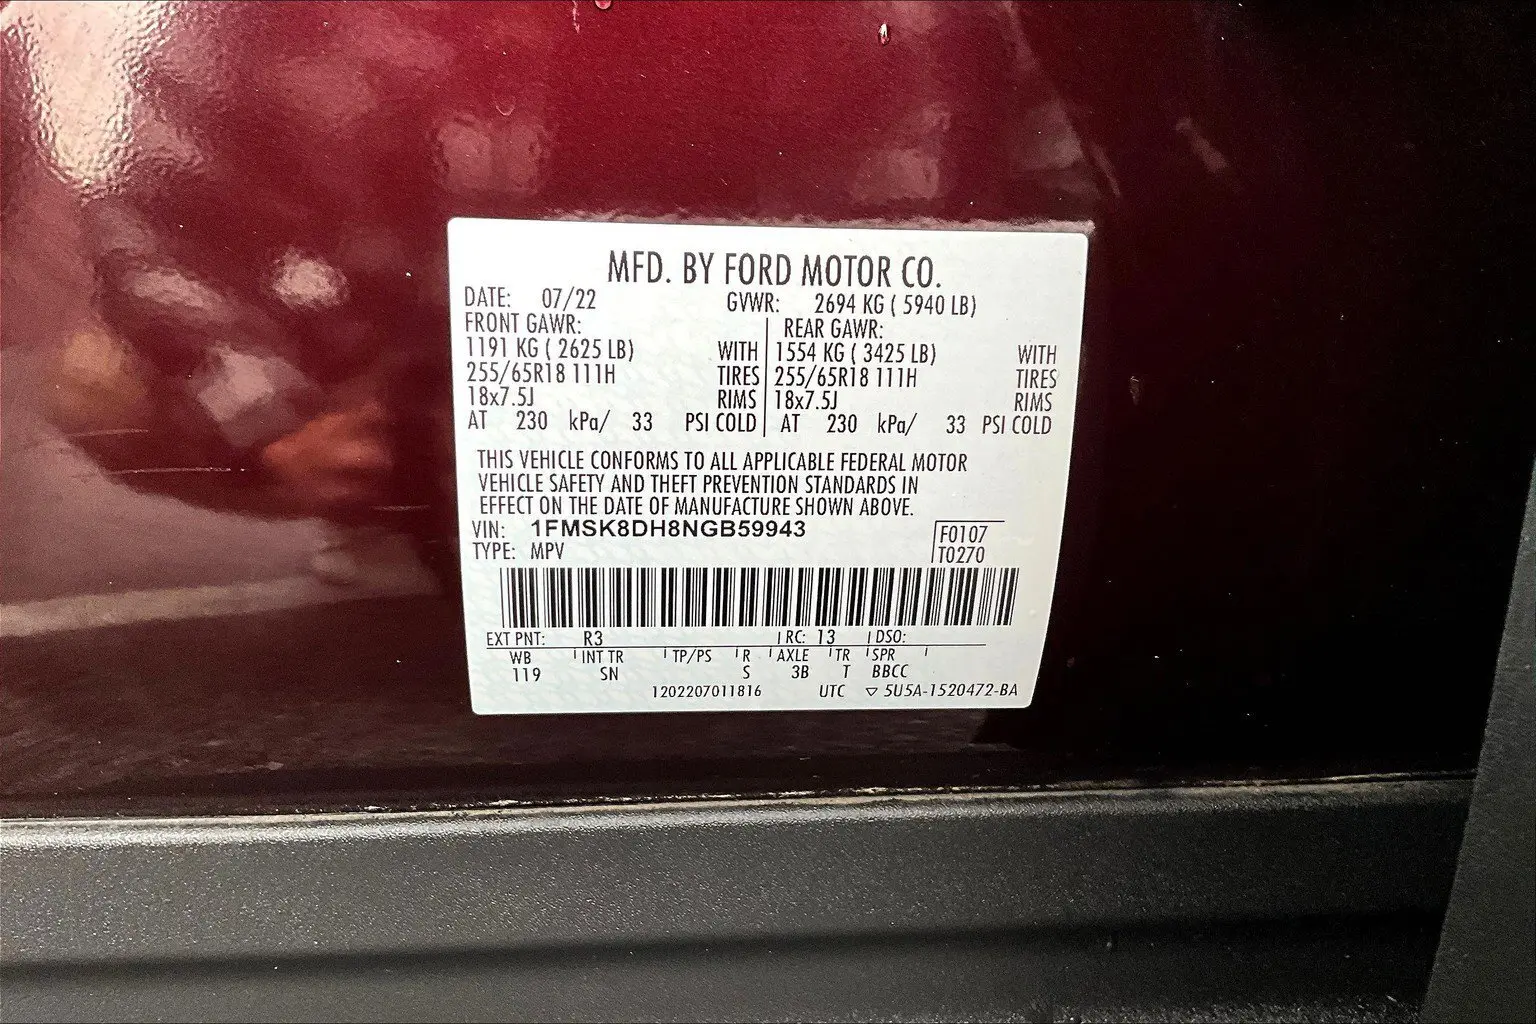 MFD. BY FORD MOTOR CO.
DATE: 07/22 GVWR: 2694 KG ( 5940 LB)
FRONT GAWR: REAR GAWR:
1191 KG ( 2625 LB) WITH 1554 KG ( 3425 LB) WITH
255/65R18 111H TIRES 255/65R18 111H TIRES
18x7.5J RIMS 18x7.5J RIMS
AT 230 kPa/ 33 PSI COLD AT 230 kPa/ 33 PSI COLD
THIS VEHICLE CONFORMS TO ALL APPLICABLE FEDERAL MOTOR
VEHICLE SAFETY AND THEFT PREVENTION STANDARDS IN
EFFECT ON THE DATE OF MANUFACTURE SHOWN ABOVE.
VIN: 1FMSK8DH8NGB59943 F0107
TYPE: MPV T0270
EXT PNT: R3 RC: 13 DSO:
WB INT TR TP/PS R AXLE TR SPR
119 SN S 3B T BBCC
1202207011816 UTC ▽ 5U5A-1520472-BA